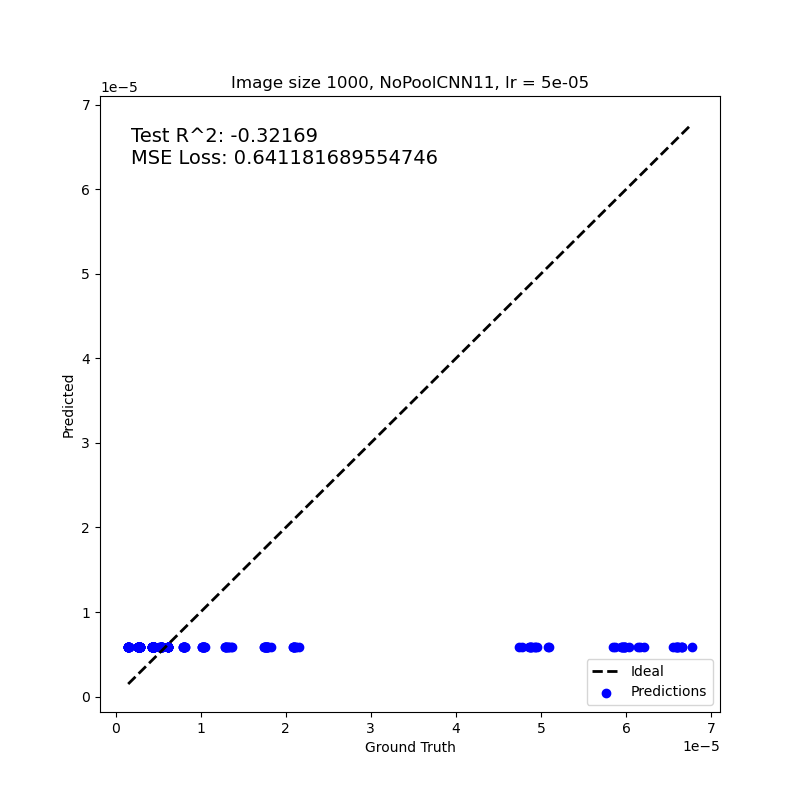 Image size 1000, NoPoolCNN11, lr = 5e-05
1e−5
Test R^2: -0.32169
MSE Loss: 0.641181689554746
7
6
5
4
3
2
1
0
Predicted
Ideal
Predictions
0 1 2 3 4 5 6 7
1e−5
Ground Truth